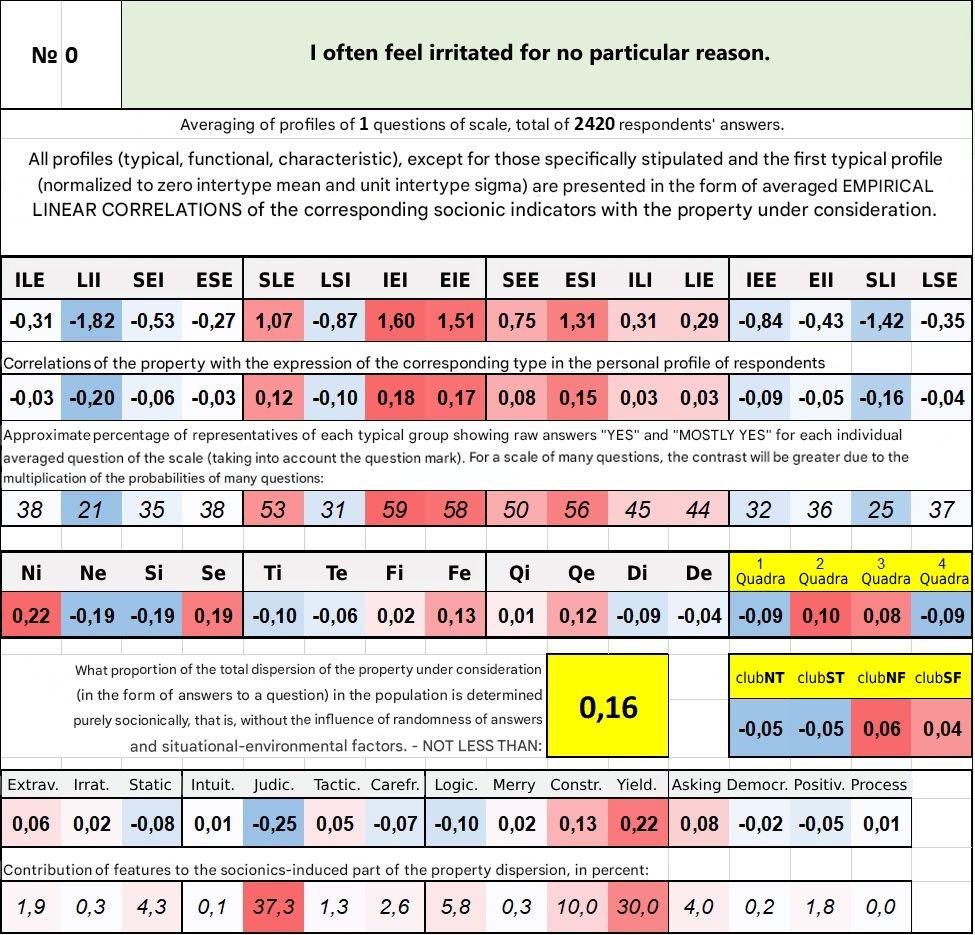 № 0
I often feel irritated for no particular reason.
Averaging of profiles of 1 questions of scale, total of 2420 respondents' answers.
All profiles (typical, functional, characteristic), except for those specifically stipulated and the first typical profile
(normalized to zero intertype mean and unit intertype sigma) are presented in the form of averaged EMPIRICAL
LINEAR CORRELATIONS of the corresponding socionic indicators with the property under consideration.
ILE LII SEI ESE SLE LSI IEI EIE SEE ESI ILI LIE IEE EII SLI LSE
-0,31 -1,82 -0,53 -0,27 1,07 -0,87 1,60 1,51 0,75 1,31 0,31 0,29 -0,84 -0,43 -1,42 -0,35
Correlations of the property with the expression of the corresponding type in the personal profile of respondents
-0,03 -0,20 -0,06 -0,03 0,12 -0,10 0,18 0,17 0,08 0,15 0,03 0,03 -0,09 -0,05 -0,16 -0,04
Approximate percentage of representatives of each typical group showing raw answers "YES" and "MOSTLY YES" for each individual
averaged question of the scale (taking into account the question mark). For a scale of many questions, the contrast will be greater due to the
multiplication of the probabilities of many questions:
38 21 35 38 53 31 59 58 50 56 45 44 32 36 25 37
Ni Ne Si Se Ti Te Fi Fe Qi Qe Di De 1 Quadra 2 Quadra 3 Quadra 4 Quadra
0,22 -0,19 -0,19 0,19 -0,10 -0,06 0,02 0,13 0,01 0,12 -0,09 -0,04 -0,09 0,10 0,08 -0,09
What proportion of the total dispersion of the property under consideration
(in the form of answers to a question) in the population is determined
purely socionically, that is, without the influence of randomness of answers
and situational-environmental factors. - NOT LESS THAN:
0,16
clubNT clubST clubNF clubSF
-0,05 -0,05 0,06 0,04
Extrav. Irrat. Static Intuit. Judic. Tactic. Carefr. Logic. Merry Constr. Yield. Asking Democr. Positiv. Process
0,06 0,02 -0,08 0,01 -0,25 0,05 -0,07 -0,10 0,02 0,13 0,22 0,08 -0,02 -0,05 0,01
Contribution of features to the socionics-induced part of the property dispersion, in percent:
1,9 0,3 4,3 0,1 37,3 1,3 2,6 5,8 0,3 10,0 30,0 4,0 0,2 1,8 0,0